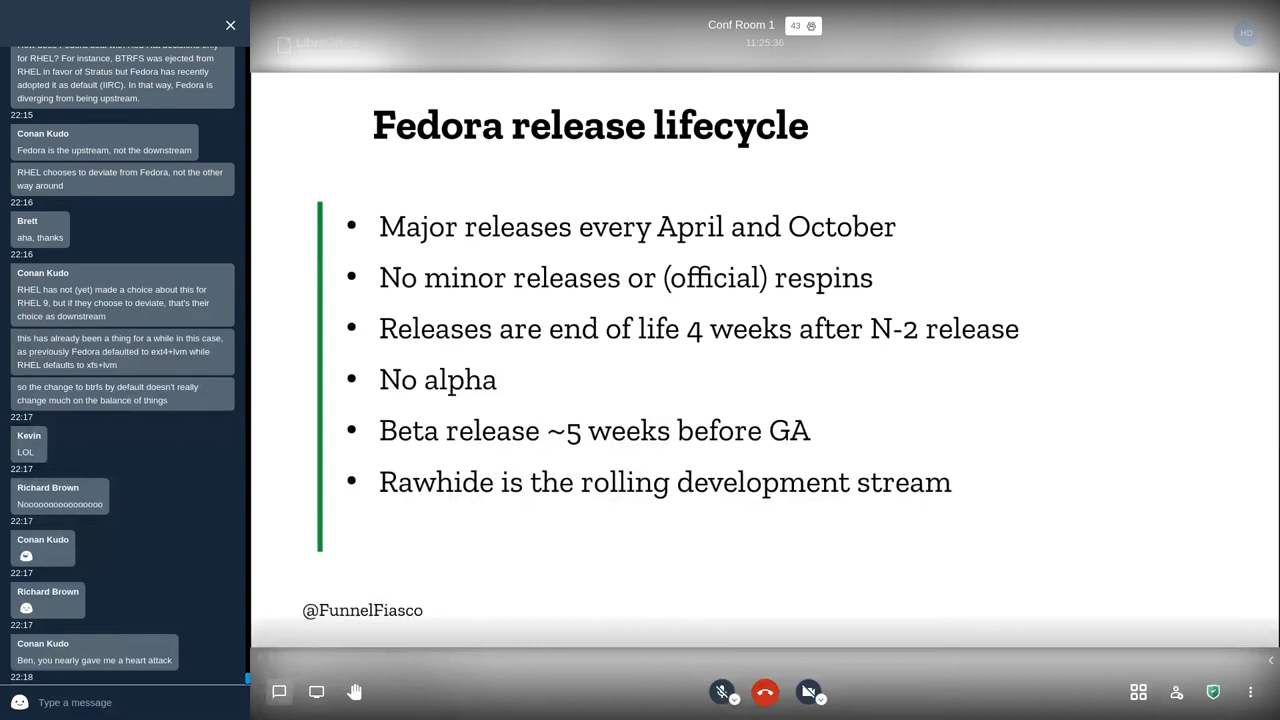 for RHEL? For instance, BTRFS was ejected from
RHEL in favor of Stratus but Fedora has recently
adopted it as default (IIRC). In that way, Fedora is
diverging from being upstream.
22:15
Conan Kudo
Fedora is the upstream, not the downstream
RHEL chooses to deviate from Fedora, not the other
way around
22:16
Brett
aha, thanks
22:16
Conan Kudo
RHEL has not (yet) made a choice about this for
RHEL 9, but if they choose to deviate, that's their
choice as downstream
this has already been a thing for a while in this case,
as previously Fedora defaulted to ext4+lvm while
RHEL defaults to xfs+lvm
so the change to btrfs by default doesn't really
change much on the balance of things
22:17
Kevin
LOL
22:17
Richard Brown
Nooooooooooooooo
22:17
Conan Kudo
22:17
Richard Brown
22:17
Conan Kudo
Ben, you nearly gave me a heart attack
22:18
Type a message
Conf Room 1
43
11:25:36
HD
Fedora release lifecycle
• Major releases every April and October
• No minor releases or (official) respins
• Releases are end of life 4 weeks after N-2 release
• No alpha
• Beta release ~5 weeks before GA
• Rawhide is the rolling development stream
@FunnelFiasco